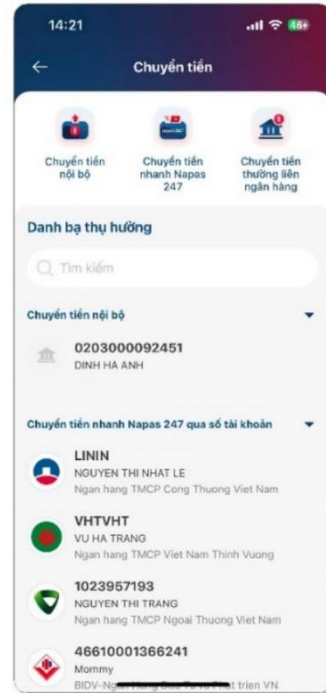 14:21
46+
Chuyển tiền
Chuyển tiền nội bộ
Chuyển tiền nhanh Napas 247
Chuyển tiền thường liên ngân hàng
Danh bạ thụ hưởng
Tìm kiếm
Chuyển tiền nội bộ
0203000092451
DINH HA ANH
Chuyển tiền nhanh Napas 247 qua số tài khoản
LININ
NGUYEN THI NHAT LE
Ngan hang TMCP Cong Thuong Viet Nam
VHTVHT
VU HA TRANG
Ngan hang TMCP Viet Nam Thinh Vuong
1023957193
NGUYEN THI TRANG
Ngan hang TMCP Ngoai Thuong Viet Nam
46610001366241
Mommy
BIDV-Ngan trien VN